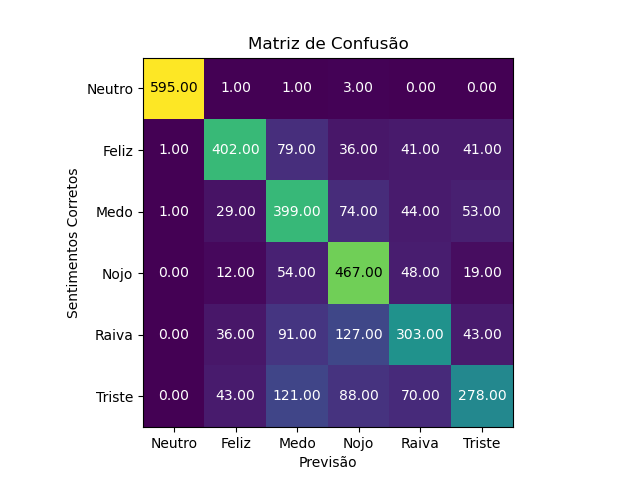 Matriz de Confusão
Neutro 595.00 1.00 1.00 3.00 0.00 0.00
Feliz 1.00 402.00 79.00 36.00 41.00 41.00
Medo 1.00 29.00 399.00 74.00 44.00 53.00
Nojo 0.00 12.00 54.00 467.00 48.00 19.00
Raiva 0.00 36.00 91.00 127.00 303.00 43.00
Triste 0.00 43.00 121.00 88.00 70.00 278.00
Neutro Feliz Medo Nojo Raiva Triste
Previsão
Sentimentos Corretos